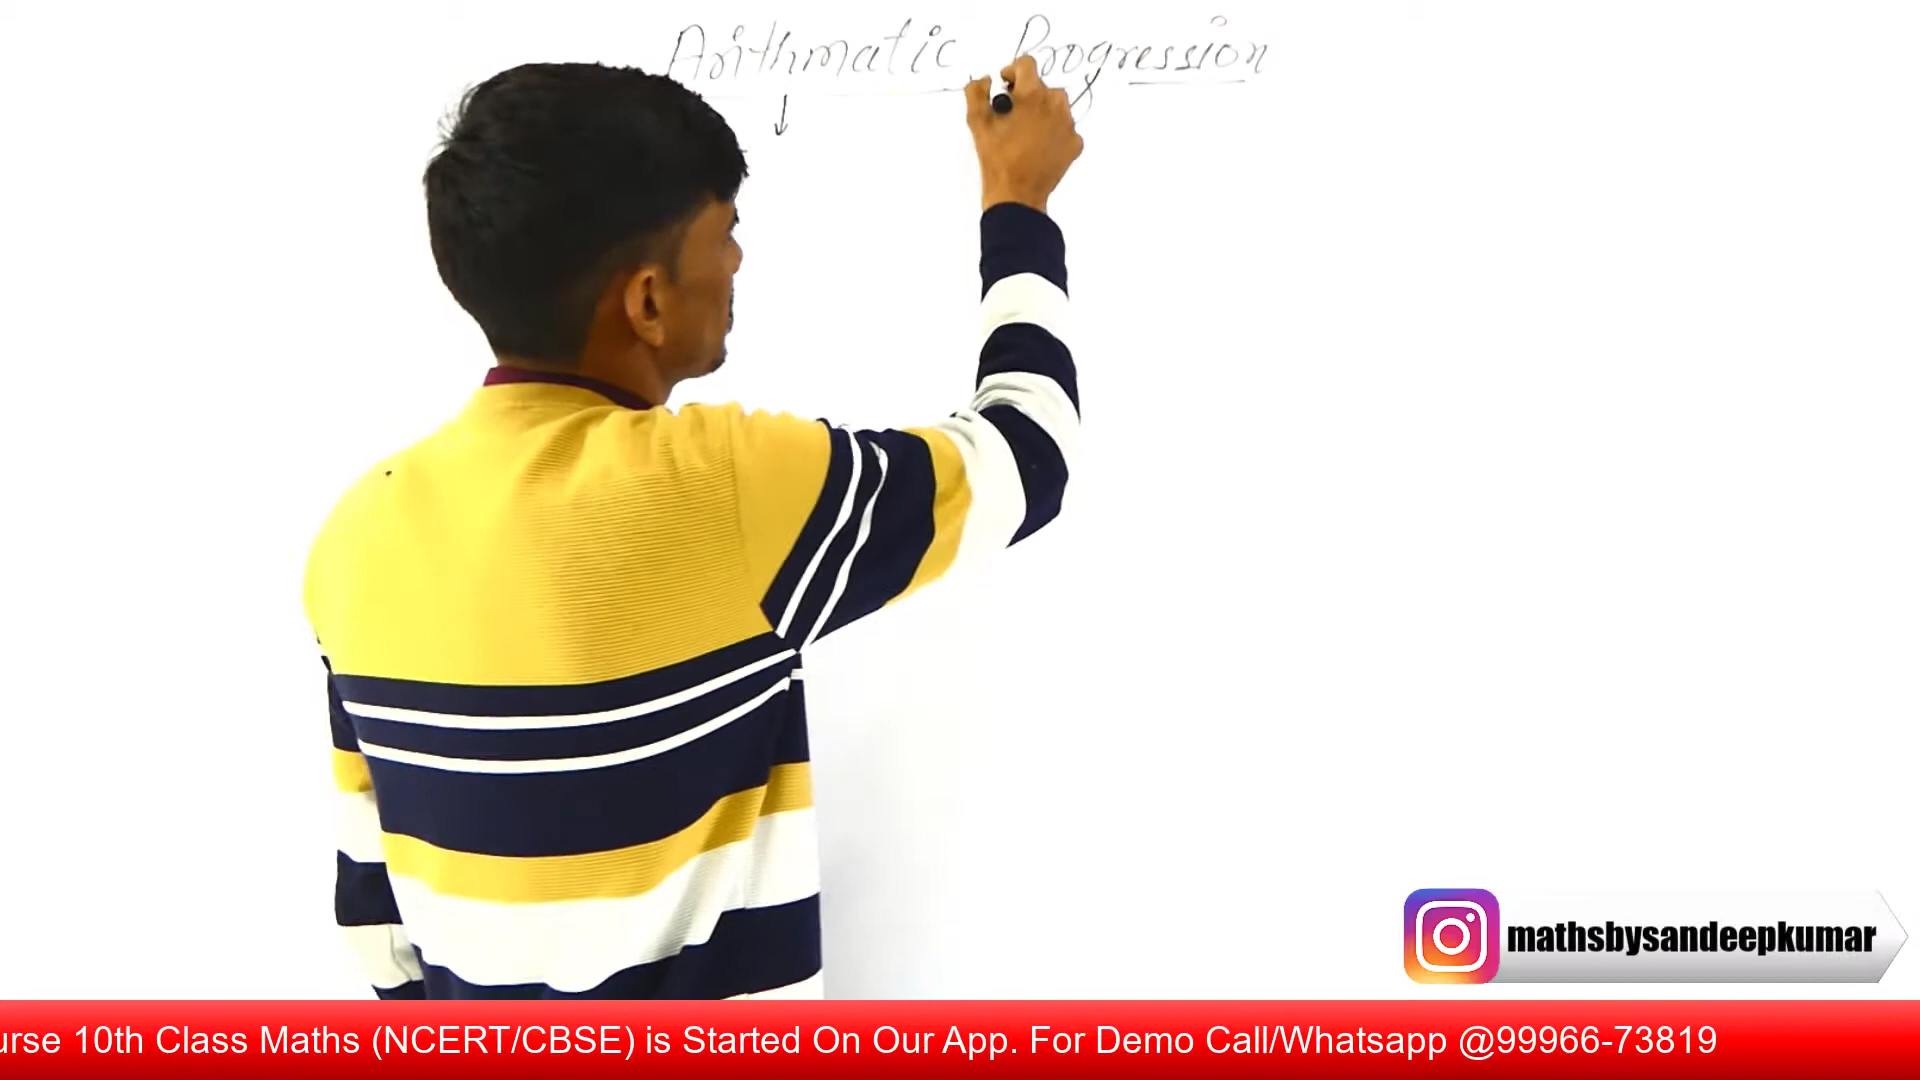 Arithmatic Progression
mathsbysandeepkumar
urse 10th Class Maths (NCERT/CBSE) is Started On Our App. For Demo Call/Whatsapp @99966-73819